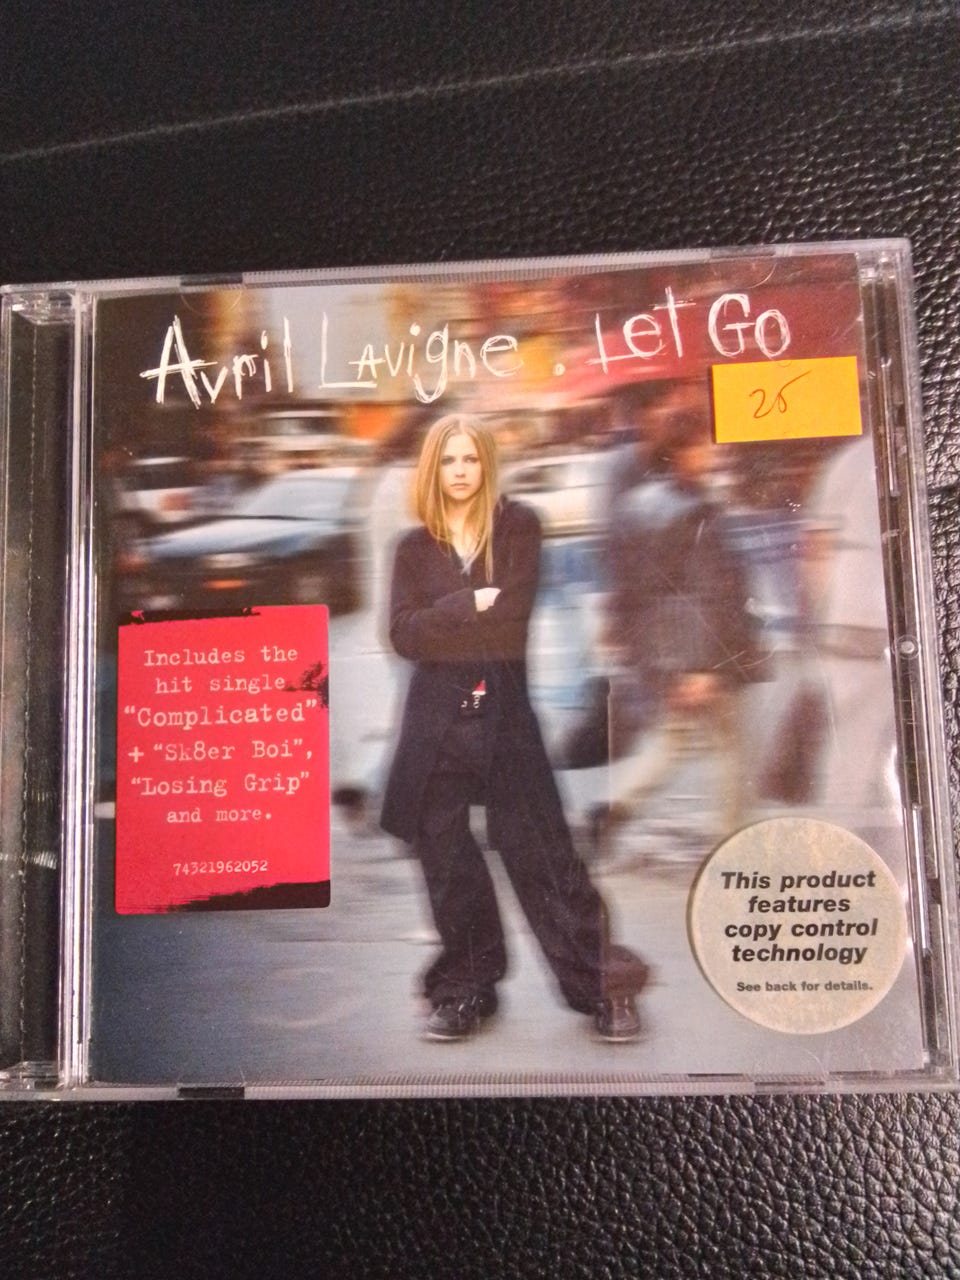 Avril Lavigne . Let Go
25
Includes the
hit single
"Complicated"
+ "Sk8er Boi",
"Losing Grip"
and more.
74321962052
This product
features
copy control
technology
See back for details.